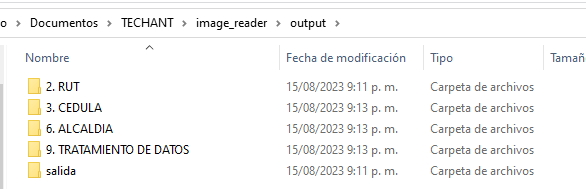 o > Documentos > TECHANT > image_reader > output >
Nombre Fecha de modificación Tipo Tamañ
2. RUT 15/08/2023 9:11 p. m. Carpeta de archivos
3. CEDULA 15/08/2023 9:13 p. m. Carpeta de archivos
6. ALCALDIA 15/08/2023 9:13 p. m. Carpeta de archivos
9. TRATAMIENTO DE DATOS 15/08/2023 9:13 p. m. Carpeta de archivos
salida 15/08/2023 9:11 p. m. Carpeta de archivos